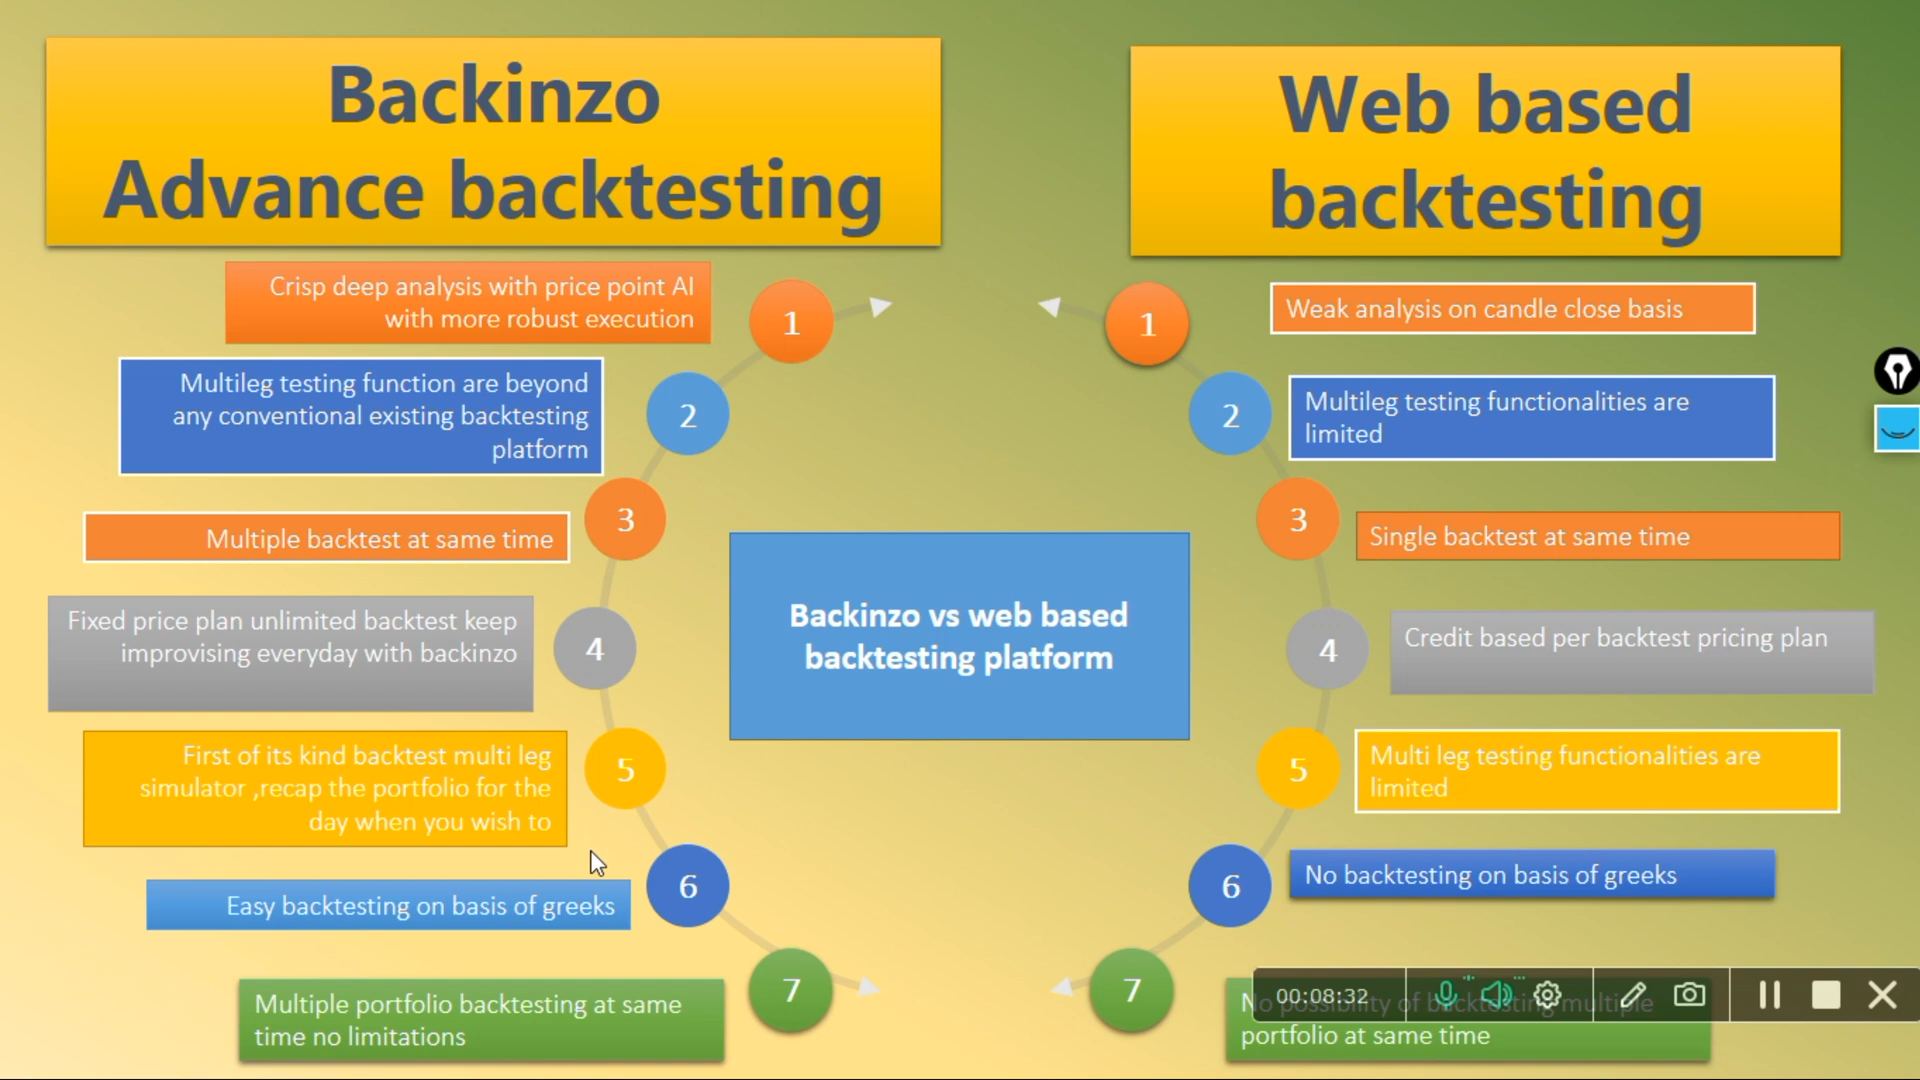 Backinzo
Advance backtesting
Crisp deep analysis with price point AI
with more robust execution
1
Multileg testing function are beyond
any conventional existing backtesting
platform
2
Multiple backtest at same time
3
Fixed price plan unlimited backtest keep
improvising everyday with backinzo
4
First of its kind backtest multi leg
simulator ,recap the portfolio for the
day when you wish to
5
Easy backtesting on basis of greeks
6
Multiple portfolio backtesting at same
time no limitations
7
Backinzo vs web based
backtesting platform
Web based
backtesting
1
Weak analysis on candle close basis
2
Multileg testing functionalities are
limited
3
Single backtest at same time
4
Credit based per backtest pricing plan
5
Multi leg testing functionalities are
limited
6
No backtesting on basis of greeks
7
No possibility of backtesting multiple
portfolio at same time
00:08:32